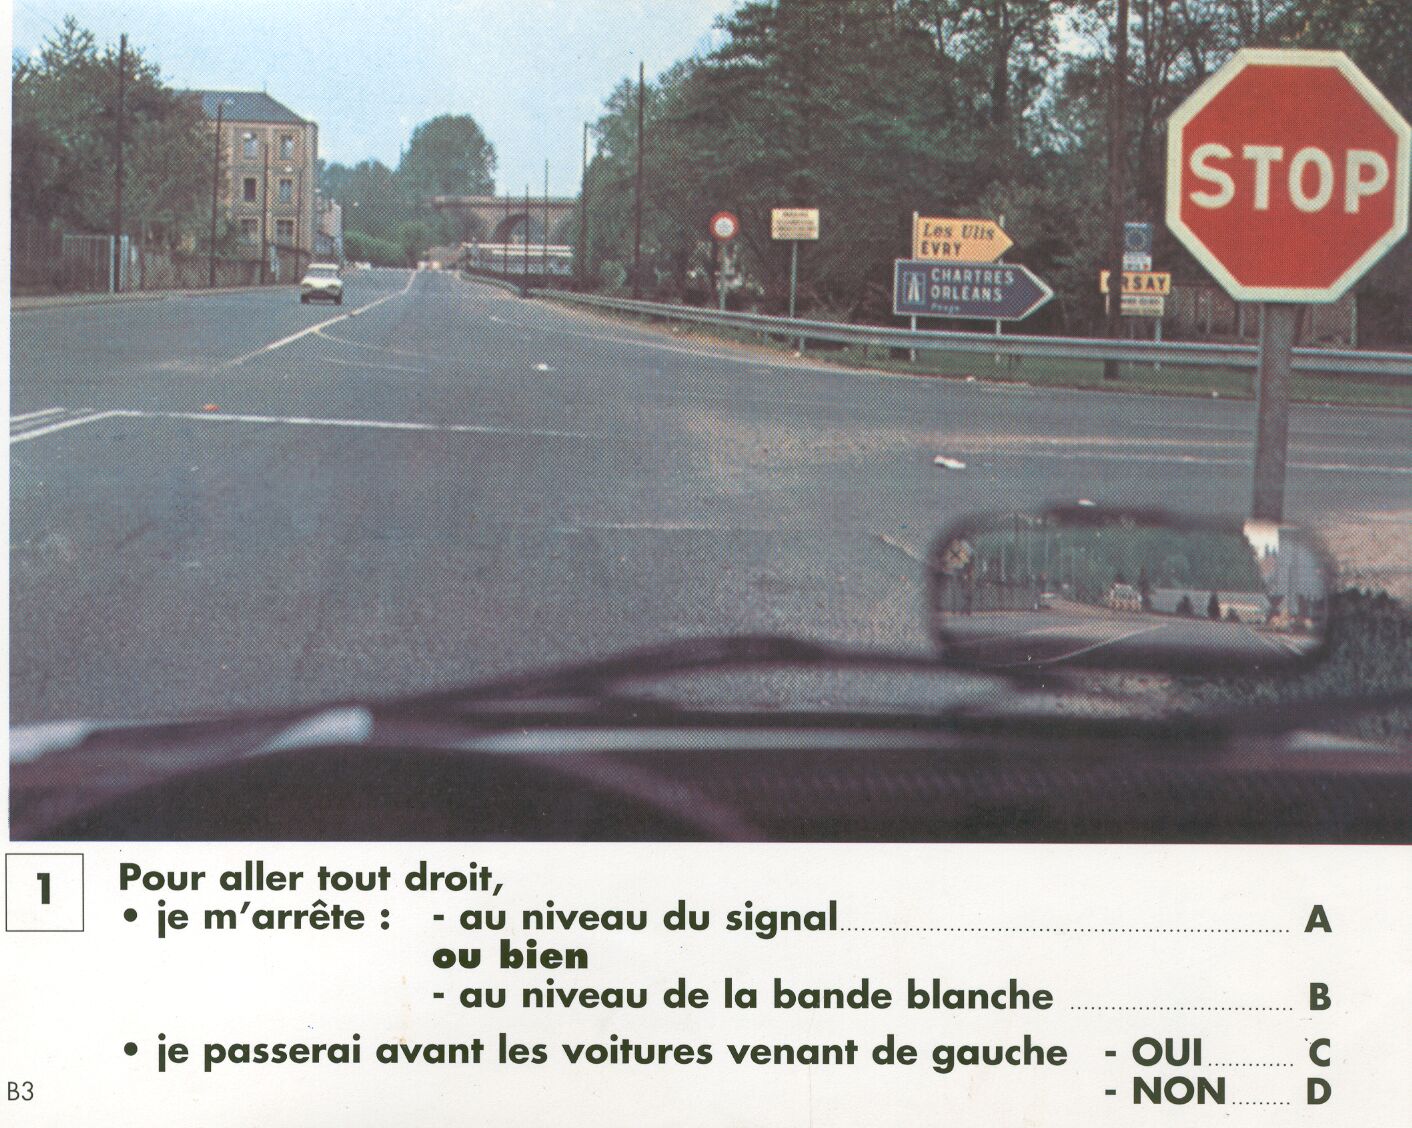 STOP
Les Ulis
EVRY
CHARTRES
ORLÉANS
RSAY
1
Pour aller tout droit,
• je m'arrête : - au niveau du signal........ A
ou bien
- au niveau de la bande blanche ........ B
• je passerai avant les voitures venant de gauche - OUI........ C
- NON........ D
B3